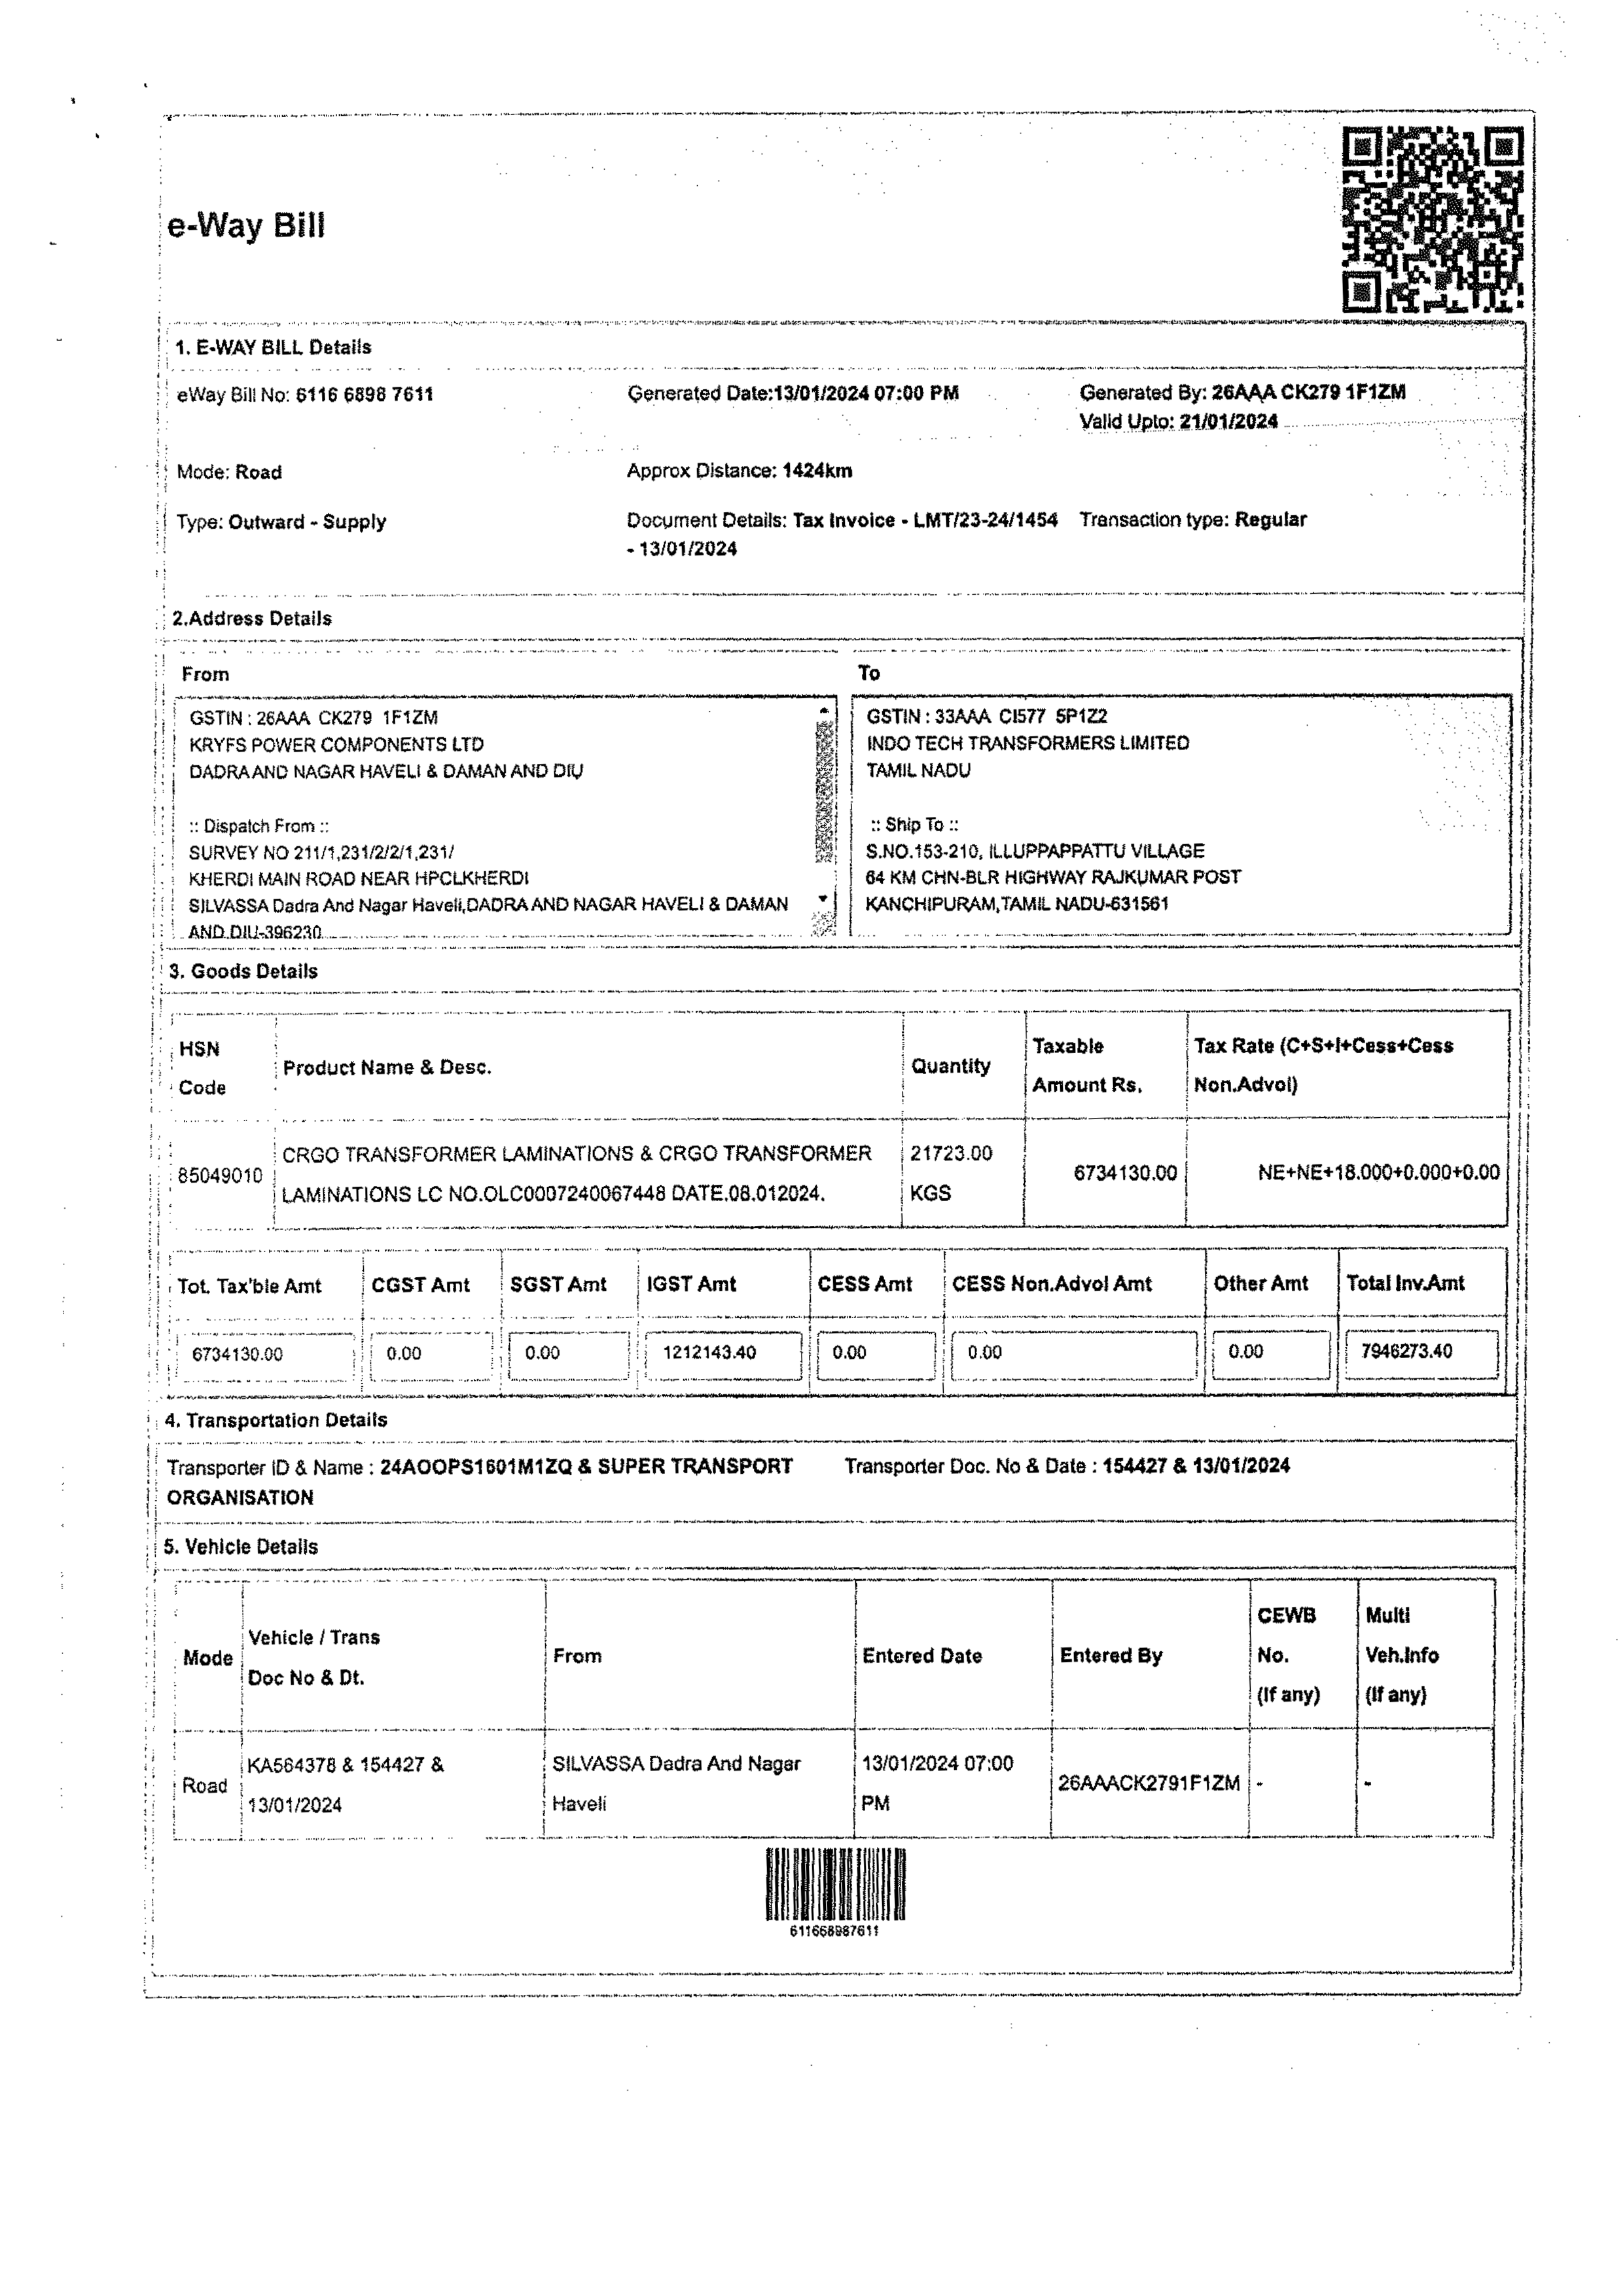 e-Way Bill
1. E-WAY BILL Details
eWay Bill No: 6116 6898 7611 Generated Date:13/01/2024 07:00 PM Generated By: 26AAA CK279 1F1ZM
Valid Upto: 21/01/2024
Mode: Road Approx Distance: 1424km
Type: Outward - Supply Document Details: Tax Invoice - LMT/23-24/1454 Transaction type: Regular
- 13/01/2024
2.Address Details
From
GSTIN : 26AAA CK279 1F1ZM
KRYFS POWER COMPONENTS LTD
DADRA AND NAGAR HAVELI & DAMAN AND DIU
:: Dispatch From ::
SURVEY NO 211/1,231/2/2/1,231/
KHERDI MAIN ROAD NEAR HPCLKHERDI
SILVASSA Dadra And Nagar Haveli,DADRA AND NAGAR HAVELI & DAMAN
AND DIU-396230
To
GSTIN : 33AAA CI577 5P1Z2
INDO TECH TRANSFORMERS LIMITED
TAMIL NADU
:: Ship To ::
S.NO.153-210, ILLUPPAPPATTU VILLAGE
64 KM CHN-BLR HIGHWAY RAJKUMAR POST
KANCHIPURAM,TAMIL NADU-631561
3. Goods Details
HSN Code Product Name & Desc. Quantity Taxable Amount Rs. Tax Rate (C+S+I+Cess+Cess Non.Advol)
85049010 CRGO TRANSFORMER LAMINATIONS & CRGO TRANSFORMER LAMINATIONS LC NO.OLC0007240067448 DATE.08.012024. 21723.00 KGS 6734130.00 NE+NE+18.000+0.000+0.00
Tot. Tax'ble Amt CGST Amt SGST Amt IGST Amt CESS Amt CESS Non.Advol Amt Other Amt Total Inv.Amt
6734130.00 0.00 0.00 1212143.40 0.00 0.00 0.00 7946273.40
4. Transportation Details
Transporter ID & Name : 24AOOPS1601M1ZQ & SUPER TRANSPORT Transporter Doc. No & Date : 154427 & 13/01/2024
ORGANISATION
5. Vehicle Details
Mode Vehicle / Trans Doc No & Dt. From Entered Date Entered By CEWB No. (If any) Multi Veh.Info (If any)
Road KA564378 & 154427 & 13/01/2024 SILVASSA Dadra And Nagar Haveli 13/01/2024 07:00 PM 26AAACK2791F1ZM - -
611668987611